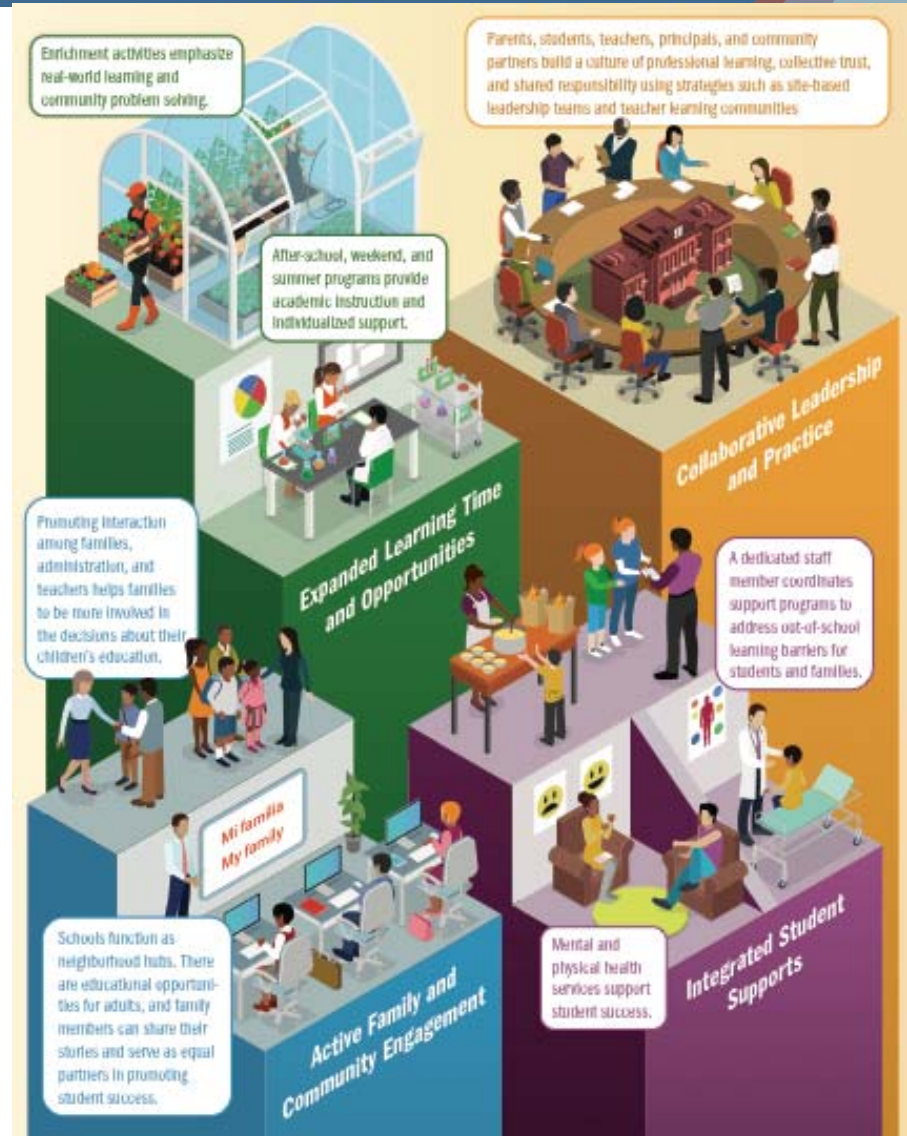 Enrichment activities emphasize
real-world learning and
community problem solving.
Parents, students, teachers, principals, and community
partners build a culture of professional learning, collective trust,
and shared responsibility using strategies such as site-based
leadership teams and teacher learning communities
After-school, weekend, and
summer programs provide
academic instruction and
individualized support.
Collaborative Leadership
and Practice
Expanded Learning Time
and Opportunities
Promoting interaction
among families,
administration, and
teachers helps families
to be more involved in
the decisions about their
children's education.
A dedicated staff
member coordinates
support programs to
address out-of-school
learning barriers for
students and families.
Mi familia
My family
Schools function as
neighborhood hubs. There
are educational opportuni-
ties for adults, and family
members can share their
stories and serve as equal
partners in promoting
student success.
Active Family and
Community Engagement
Mental and
physical health
services support
student success.
Integrated Student
Supports